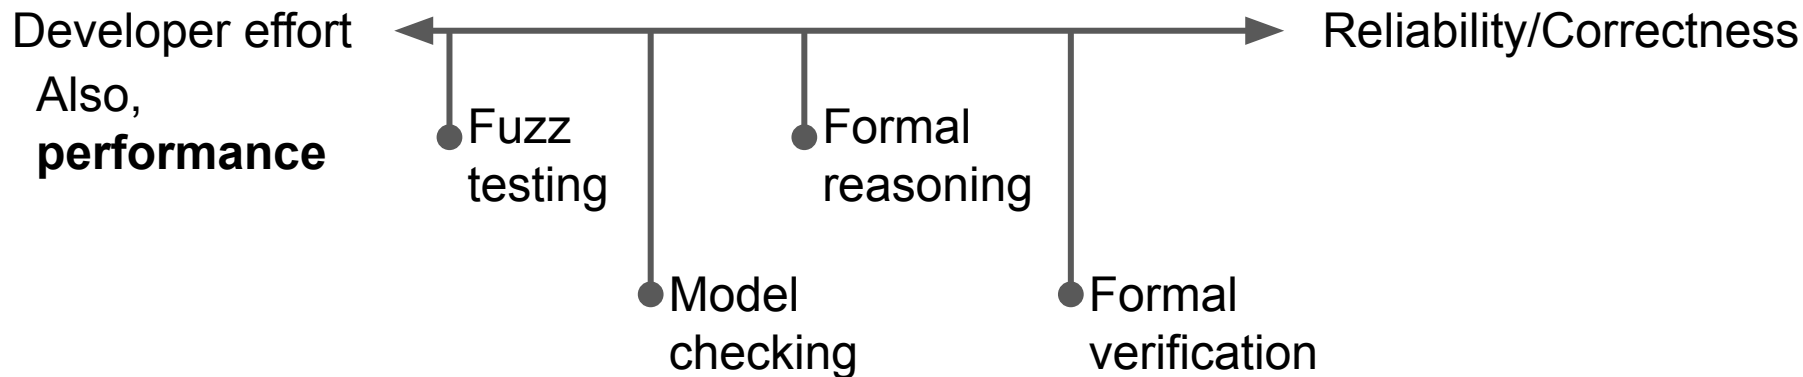 Developer effort
Reliability/Correctness
Also,
performance
Fuzz
testing
Formal
reasoning
Model
checking
Formal
verification